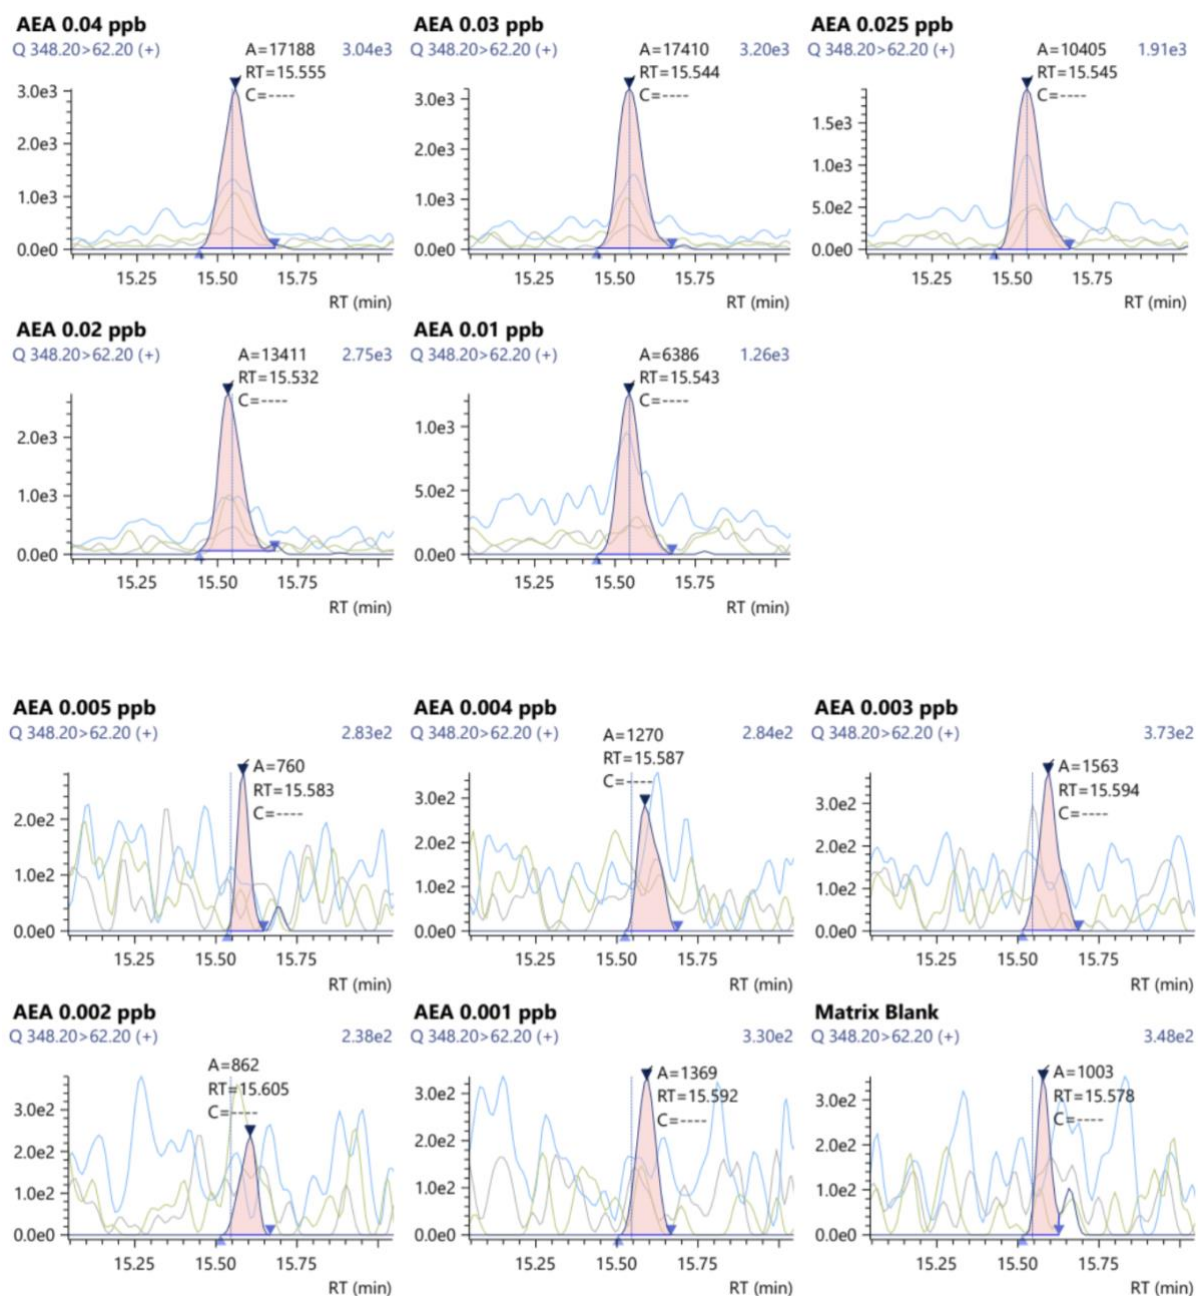 AEA 0.04 ppb
Q 348.20>62.20 (+) 3.04e3
A=17188
RT=15.555
C=----
3.0e3
2.0e3
1.0e3
0.0e0
15.25 15.50 15.75
RT (min)
AEA 0.03 ppb
Q 348.20>62.20 (+) 3.20e3
A=17410
RT=15.544
C=----
3.0e3
2.0e3
1.0e3
0.0e0
15.25 15.50 15.75
RT (min)
AEA 0.025 ppb
Q 348.20>62.20 (+) 1.91e3
A=10405
RT=15.545
C=----
1.5e3
1.0e3
5.0e2
0.0e0
15.25 15.50 15.75
RT (min)
AEA 0.02 ppb
Q 348.20>62.20 (+) 2.75e3
A=13411
RT=15.532
C=----
2.0e3
1.0e3
0.0e0
15.25 15.50 15.75
RT (min)
AEA 0.01 ppb
Q 348.20>62.20 (+) 1.26e3
A=6386
RT=15.543
C=----
1.0e3
5.0e2
0.0e0
15.25 15.50 15.75
RT (min)
AEA 0.005 ppb
Q 348.20>62.20 (+) 2.83e2
A=760
RT=15.583
C=----
2.0e2
1.0e2
0.0e0
15.25 15.50 15.75
RT (min)
AEA 0.004 ppb
Q 348.20>62.20 (+) 2.84e2
A=1270
RT=15.587
C=----
3.0e2
2.0e2
1.0e2
0.0e0
15.25 15.50 15.75
RT (min)
AEA 0.003 ppb
Q 348.20>62.20 (+) 3.73e2
A=1563
RT=15.594
C=----
3.0e2
2.0e2
1.0e2
0.0e0
15.25 15.50 15.75
RT (min)
AEA 0.002 ppb
Q 348.20>62.20 (+) 2.38e2
A=862
RT=15.605
C=----
3.0e2
2.0e2
1.0e2
0.0e0
15.25 15.50 15.75
RT (min)
AEA 0.001 ppb
Q 348.20>62.20 (+) 3.30e2
A=1369
RT=15.592
C=----
3.0e2
2.0e2
1.0e2
0.0e0
15.25 15.50 15.75
RT (min)
Matrix Blank
Q 348.20>62.20 (+) 3.48e2
A=1003
RT=15.578
C=----
3.0e2
2.0e2
1.0e2
0.0e0
15.25 15.50 15.75
RT (min)